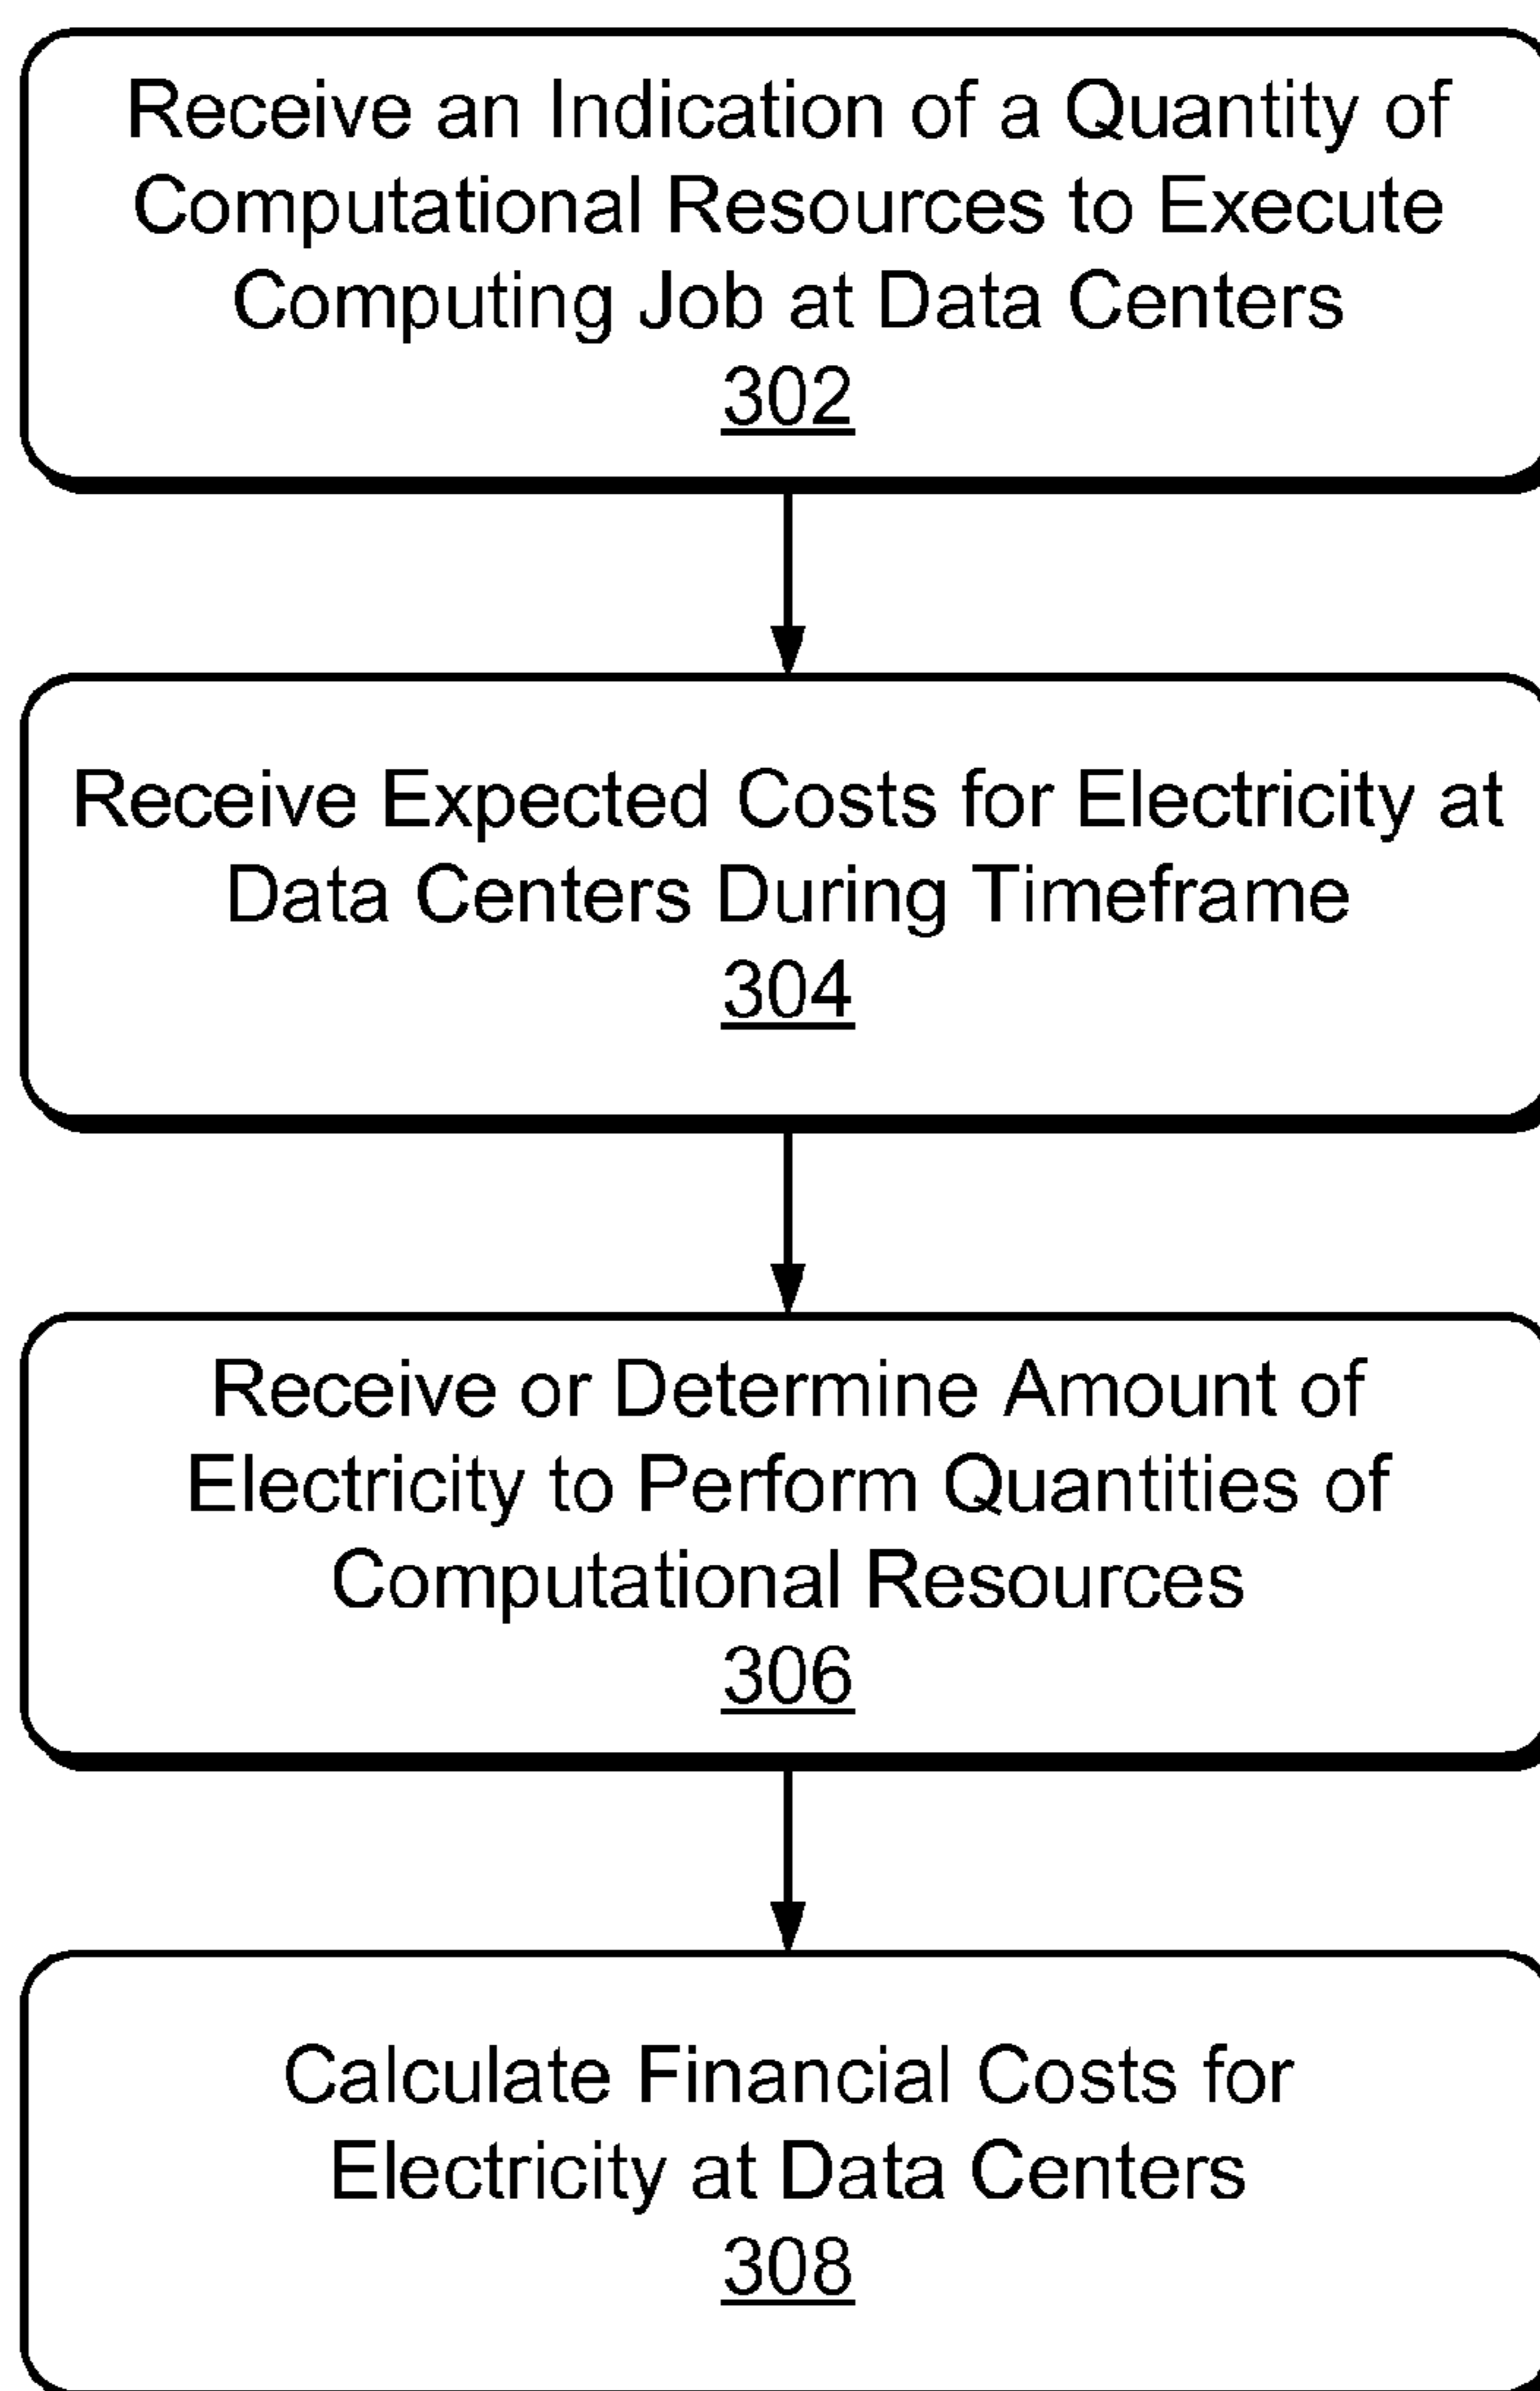 Receive an Indication of a Quantity of
Computational Resources to Execute
Computing Job at Data Centers
302
Receive Expected Costs for Electricity at
Data Centers During Timeframe
304
Receive or Determine Amount of
Electricity to Perform Quantities of
Computational Resources
306
Calculate Financial Costs for
Electricity at Data Centers
308